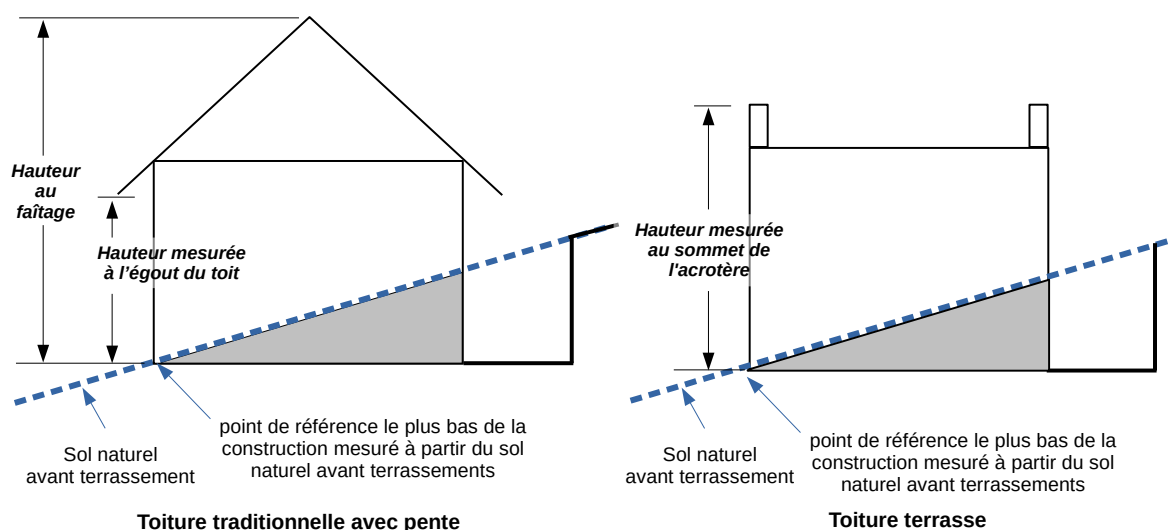 Hauteur
au
faîtage
Hauteur mesurée
à l'égout du toit
Sol naturel
avant terrassement
point de référence le plus bas de la
construction mesuré à partir du sol
naturel avant terrassements
Toiture traditionnelle avec pente
Hauteur mesurée
au sommet de
l'acrotère
Sol naturel
avant terrassement
point de référence le plus bas de la
construction mesuré à partir du sol
naturel avant terrassements
Toiture terrasse